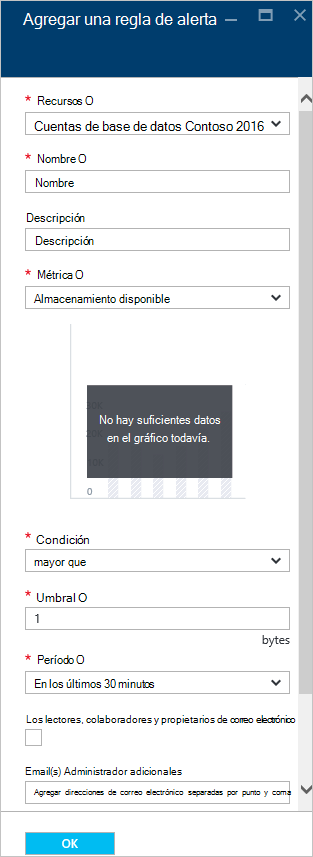 Agregar una regla de alerta
* Recursos O
Cuentas de base de datos Contoso 2016
* Nombre O
Nombre
Descripción
Descripción
* Métrica O
Almacenamiento disponible
No hay suficientes datos
en el gráfico todavía.
0
* Condición
mayor que
* Umbral O
1
bytes
* Período O
En los últimos 30 minutos
Los lectores, colaboradores y propietarios de correo electrónico
Email(s) Administrador adicionales
Agregar direcciones de correo electrónico separadas por punto y coma
OK